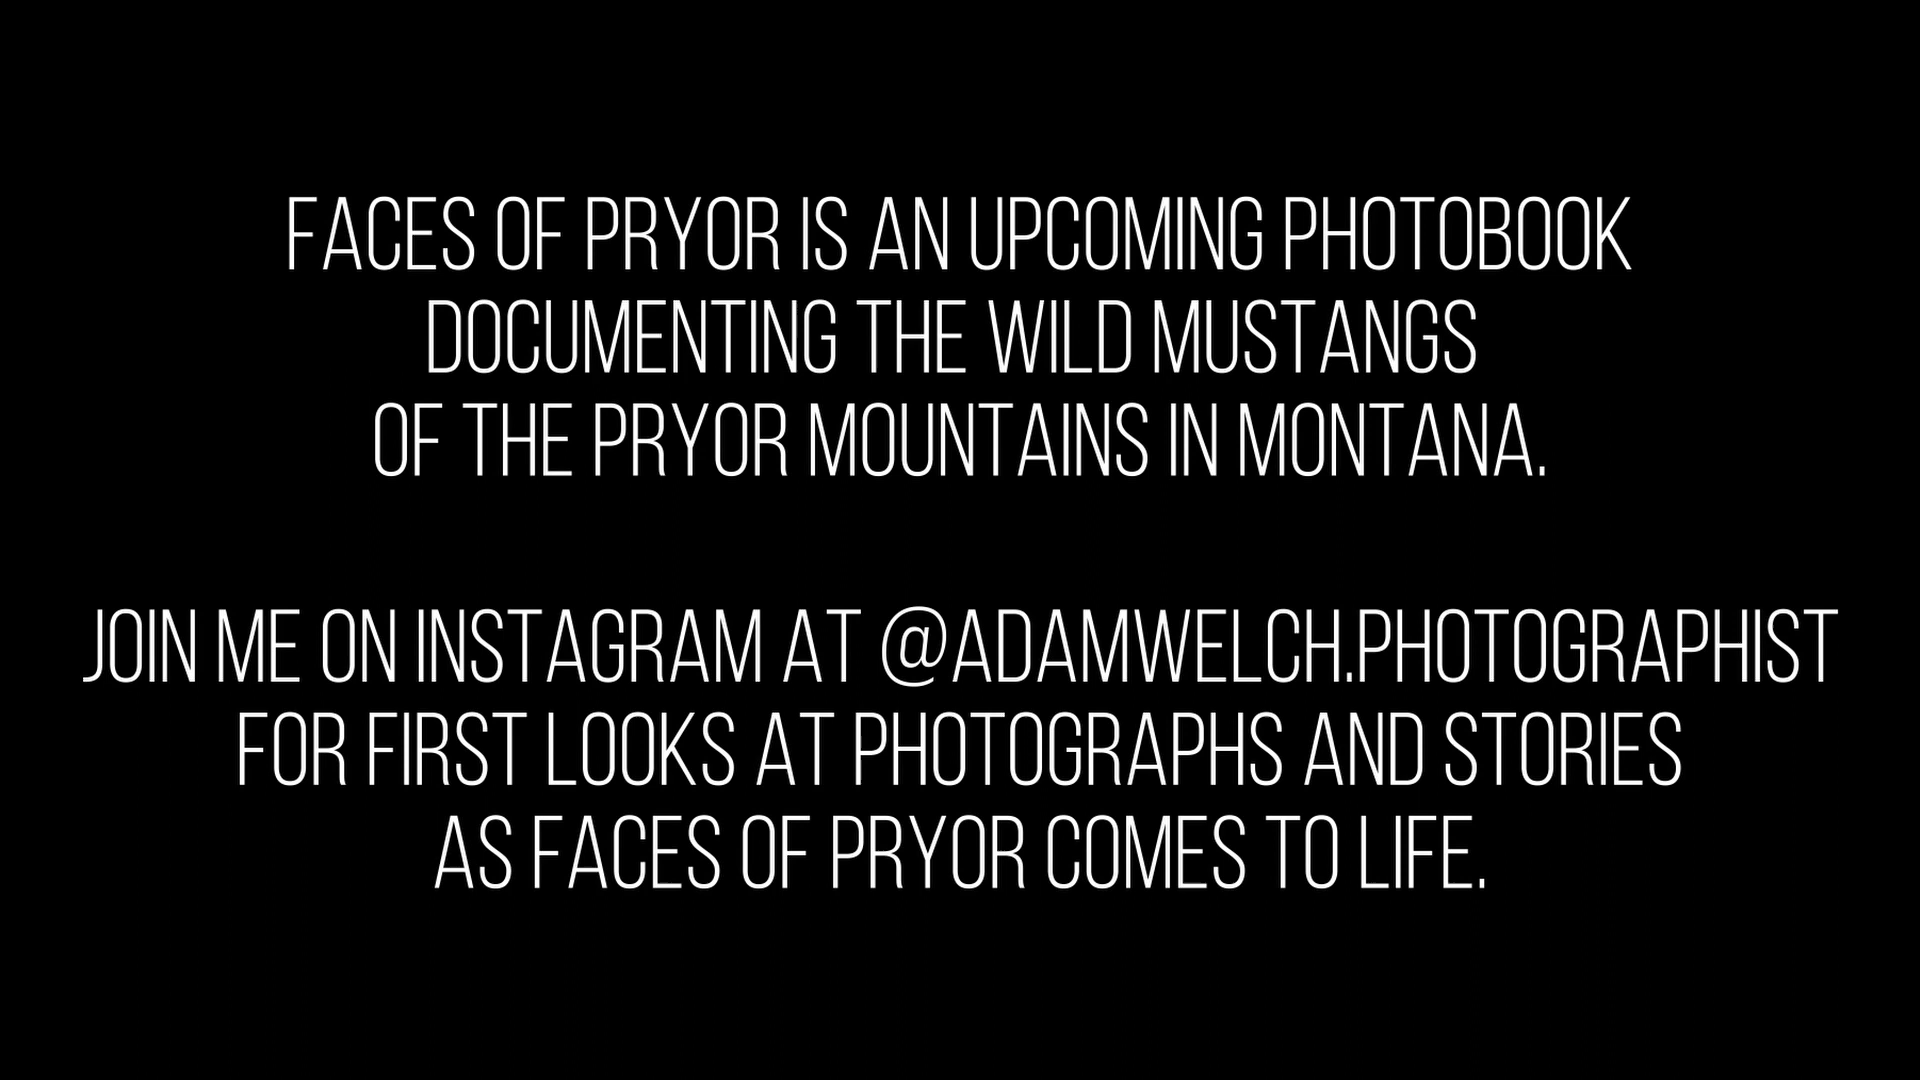 FACES OF PRYOR IS AN UPCOMING PHOTOBOOK
DOCUMENTING THE WILD MUSTANGS
OF THE PRYOR MOUNTAINS IN MONTANA.
JOIN ME ON INSTAGRAM AT @ADAMWELCH.PHOTOGRAPHIST
FOR FIRST LOOKS AT PHOTOGRAPHS AND STORIES
AS FACES OF PRYOR COMES TO LIFE.